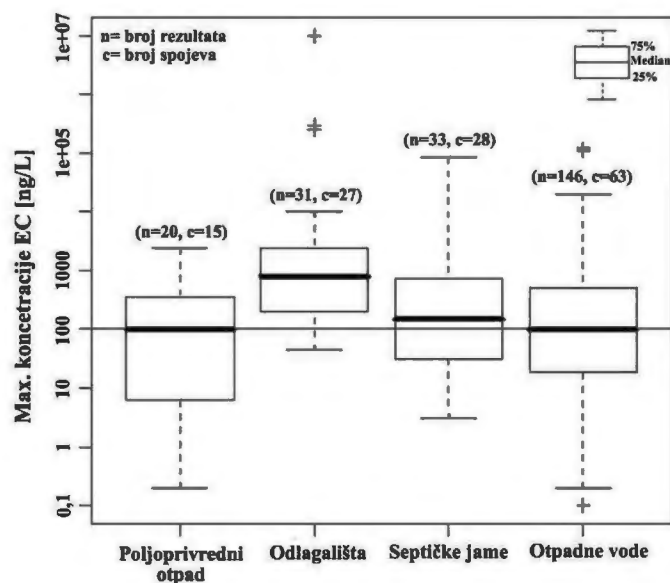 n= broj rezultata
c= broj spojeva
75%
Median
25%
Max. koncetracije EC [ng/L]
1e+07
1e+05
1000
100
10
1
0,1
(n=20, c=15)
(n=31, c=27)
(n=33, c=28)
(n=146, c=63)
Poljoprivredni
otpad
Odlagališta
Septičke jame
Otpadne vode